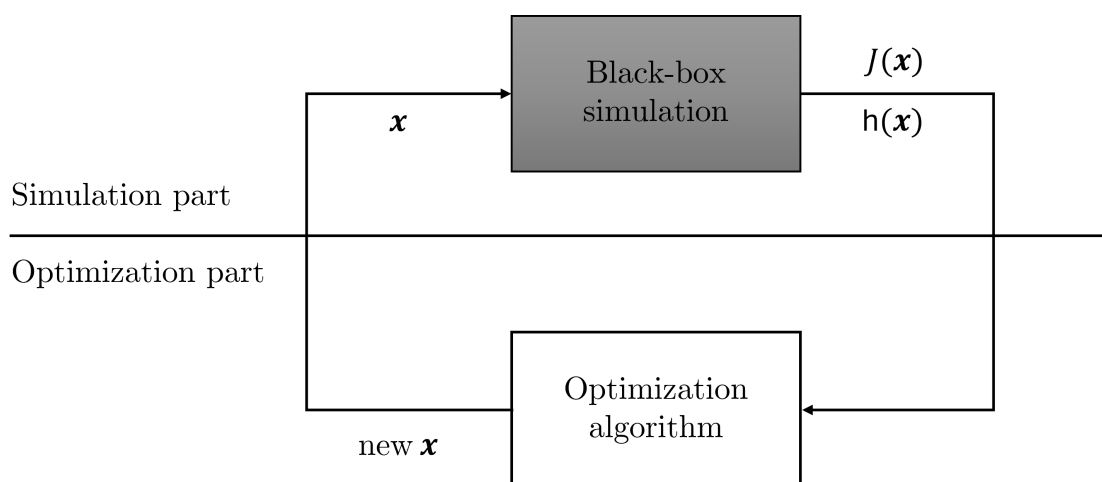 Black-box
simulation
J(x)
x
h(x)
Simulation part
Optimization part
Optimization
algorithm
new x